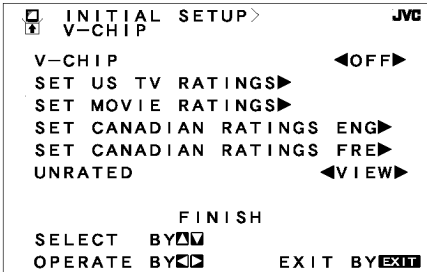 INITIAL SETUP> JVC
V-CHIP
V-CHIP ◀OFF▶
SET US TV RATINGS▶
SET MOVIE RATINGS▶
SET CANADIAN RATINGS ENG▶
SET CANADIAN RATINGS FRE▶
UNRATED ◀VIEW▶
FINISH
SELECT BY▲▼
OPERATE BY◀▶ EXIT BY EXIT